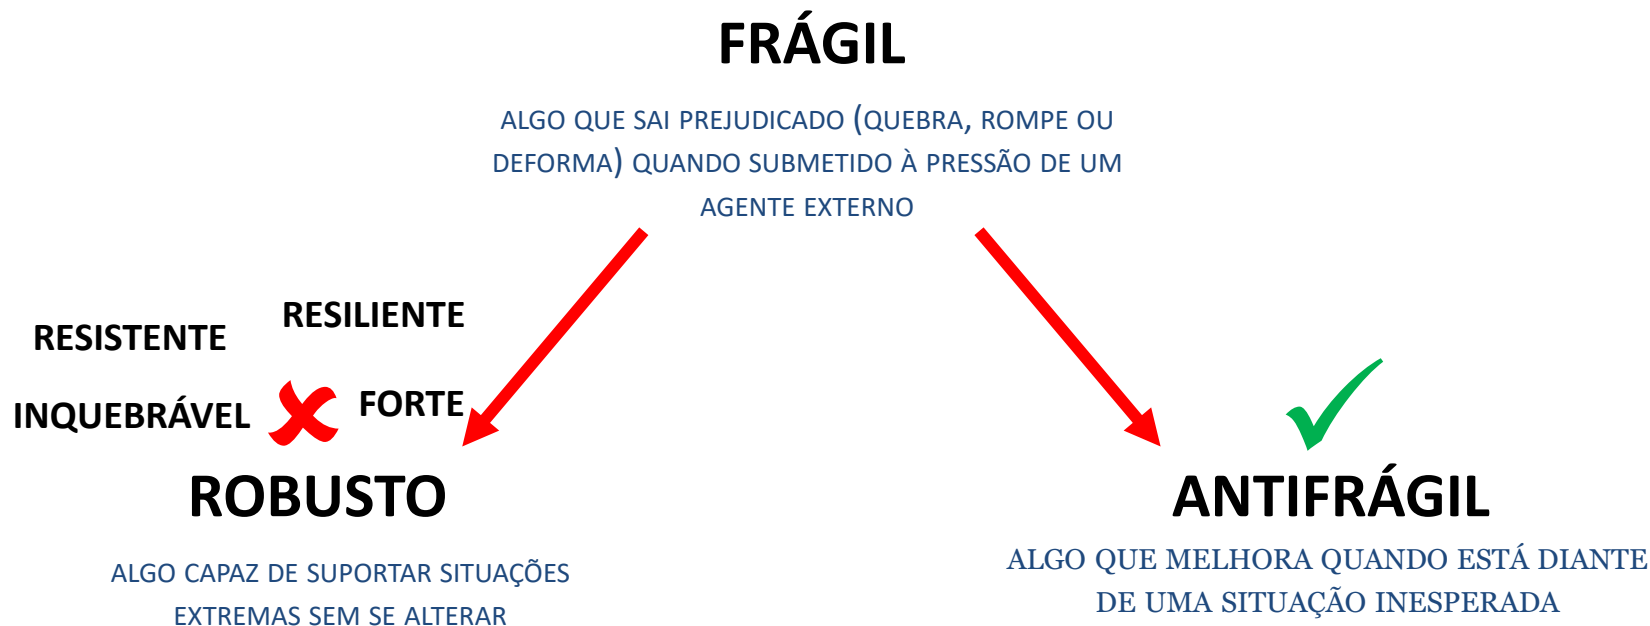 FRÁGIL
ALGO QUE SAI PREJUDICADO (QUEBRA, ROMPE OU
DEFORMA) QUANDO SUBMETIDO À PRESSÃO DE UM
AGENTE EXTERNO
RESILIENTE
RESISTENTE
FORTE
INQUEBRÁVEL
ROBUSTO
ALGO CAPAZ DE SUPORTAR SITUAÇÕES
EXTREMAS SEM SE ALTERAR
ANTIFRÁGIL
ALGO QUE MELHORA QUANDO ESTÁ DIANTE
DE UMA SITUAÇÃO INESPERADA